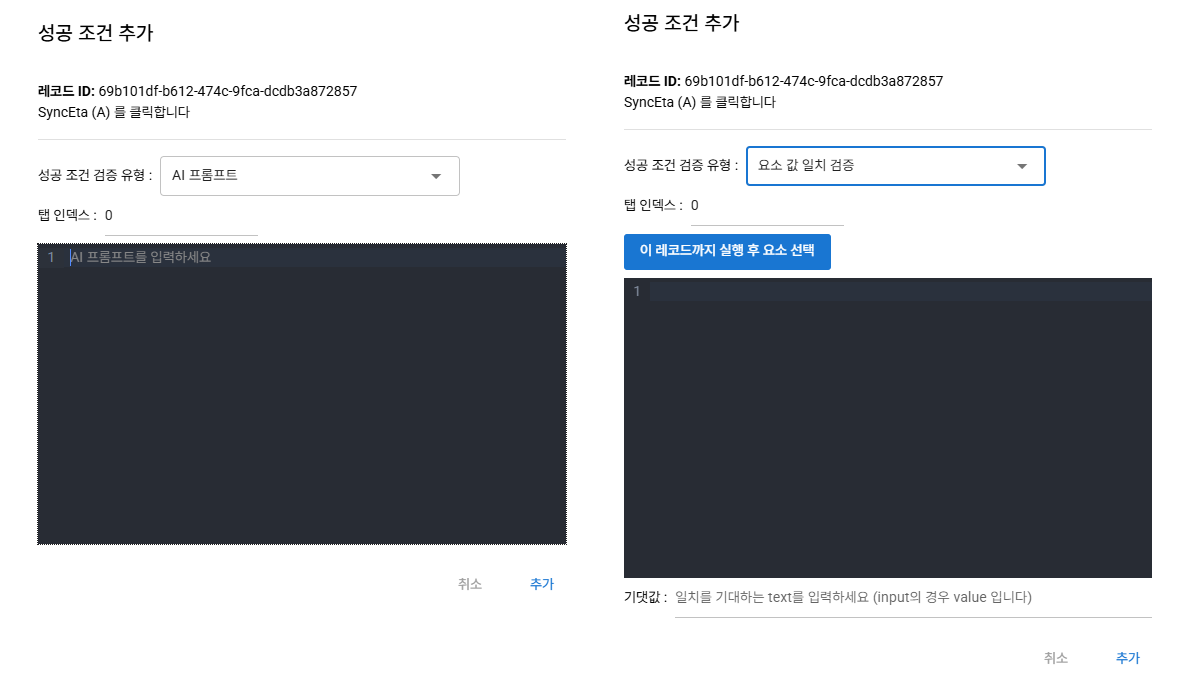 성공 조건 추가
레코드 ID: 69b101df-b612-474c-9fca-dcdb3a872857
SyncEta (A) 를 클릭합니다
성공 조건 검증 유형 : AI 프롬프트
탭 인덱스 : 0
1 AI 프롬프트를 입력하세요
취소 추가
성공 조건 추가
레코드 ID: 69b101df-b612-474c-9fca-dcdb3a872857
SyncEta (A) 를 클릭합니다
성공 조건 검증 유형 : 요소 값 일치 검증
탭 인덱스 : 0
이 레코드까지 실행 후 요소 선택
1
기댓값 : 일치를 기대하는 text를 입력하세요 (input의 경우 value 입니다)
취소 추가